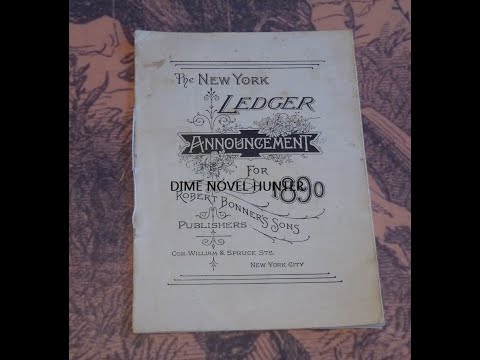 The NEW YORK
LEDGER
ANNOUNCEMENT
FOR
1890
DIME NOVEL HUNTER
ROBERT BONNER'S SONS
PUBLISHERS
COR. WILLIAM & SPRUCE STS.
NEW YORK CITY